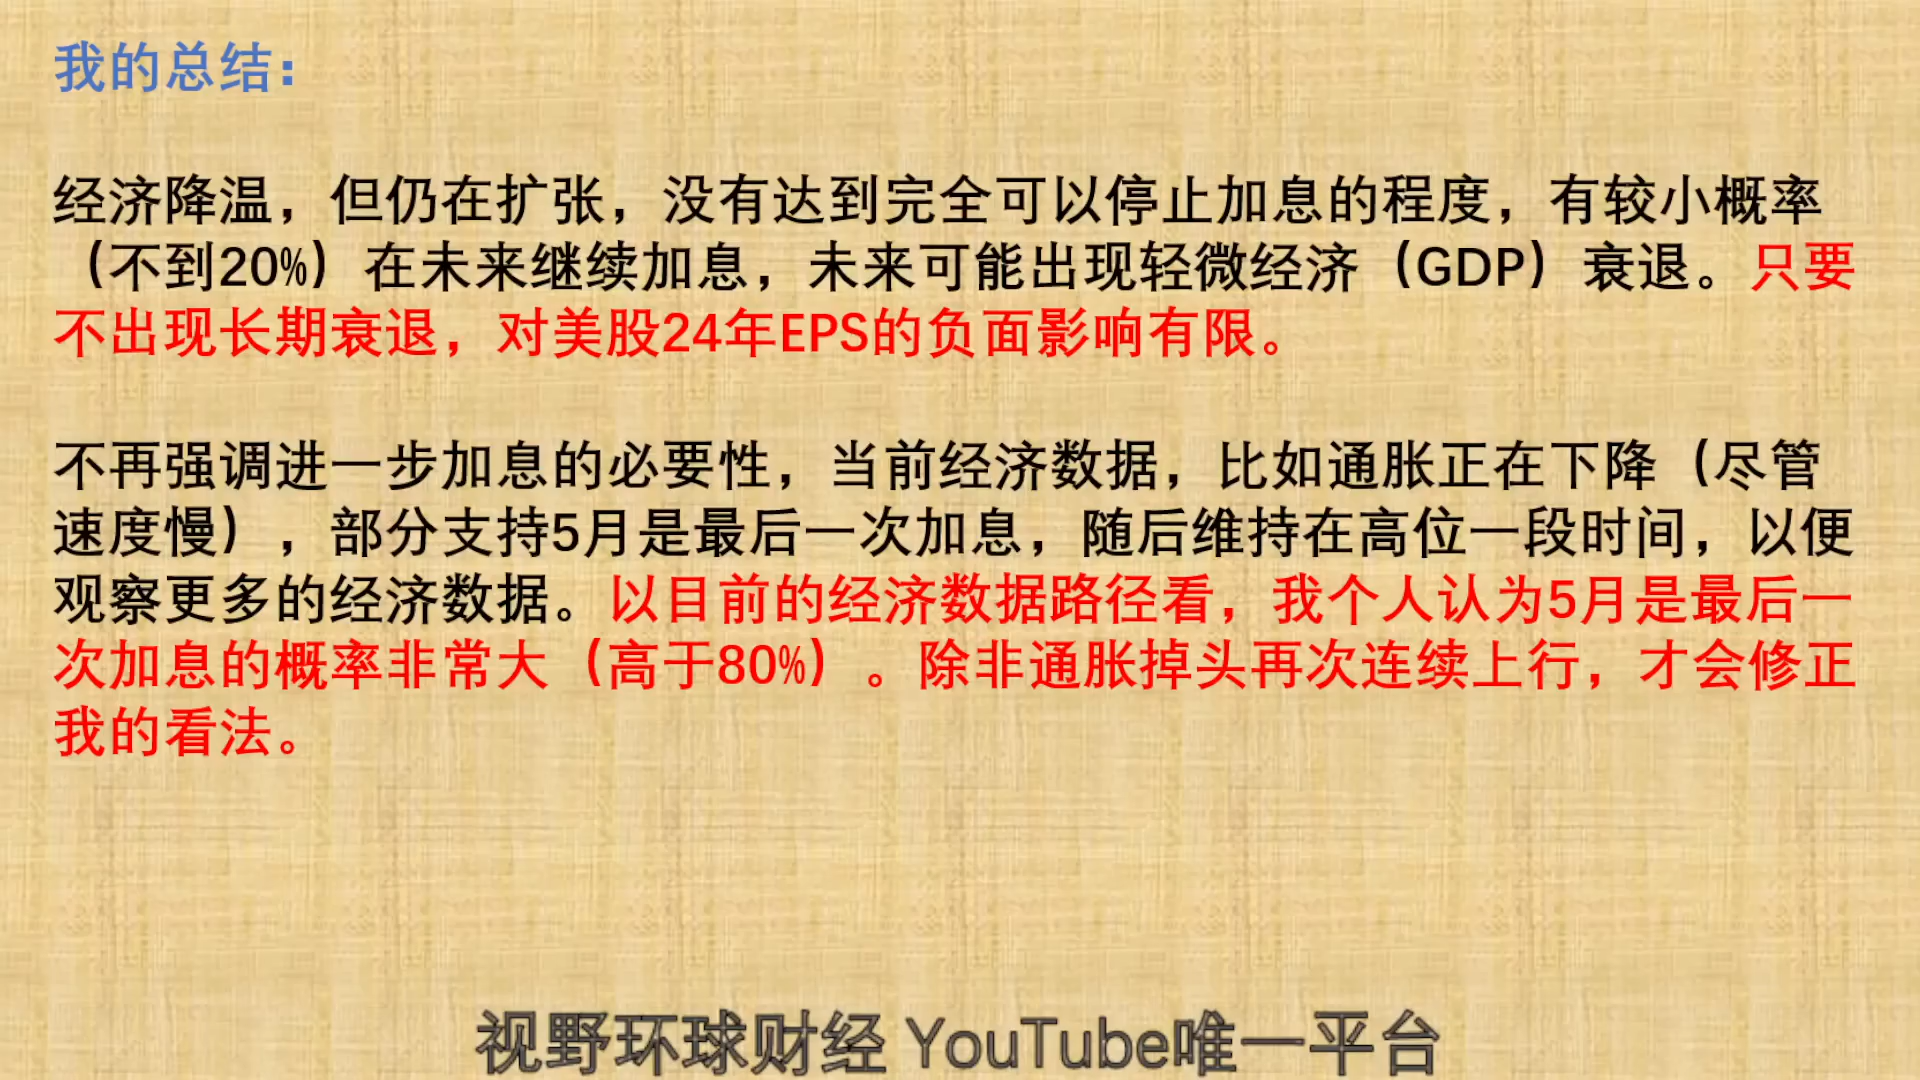 我的总结：
经济降温，但仍在扩张，没有达到完全可以停止加息的程度，有较小概率
（不到20%）在未来继续加息，未来可能出现轻微经济（GDP）衰退。只要
不出现长期衰退，对美股24年EPS的负面影响有限。
不再强调进一步加息的必要性，当前经济数据，比如通胀正在下降（尽管
速度慢），部分支持5月是最后一次加息，随后维持在高位一段时间，以便
观察更多的经济数据。以目前的经济数据路径看，我个人认为5月是最后一
次加息的概率非常大（高于80%）。除非通胀掉头再次连续上行，才会修正
我的看法。
视野环球财经 YouTube唯一平台